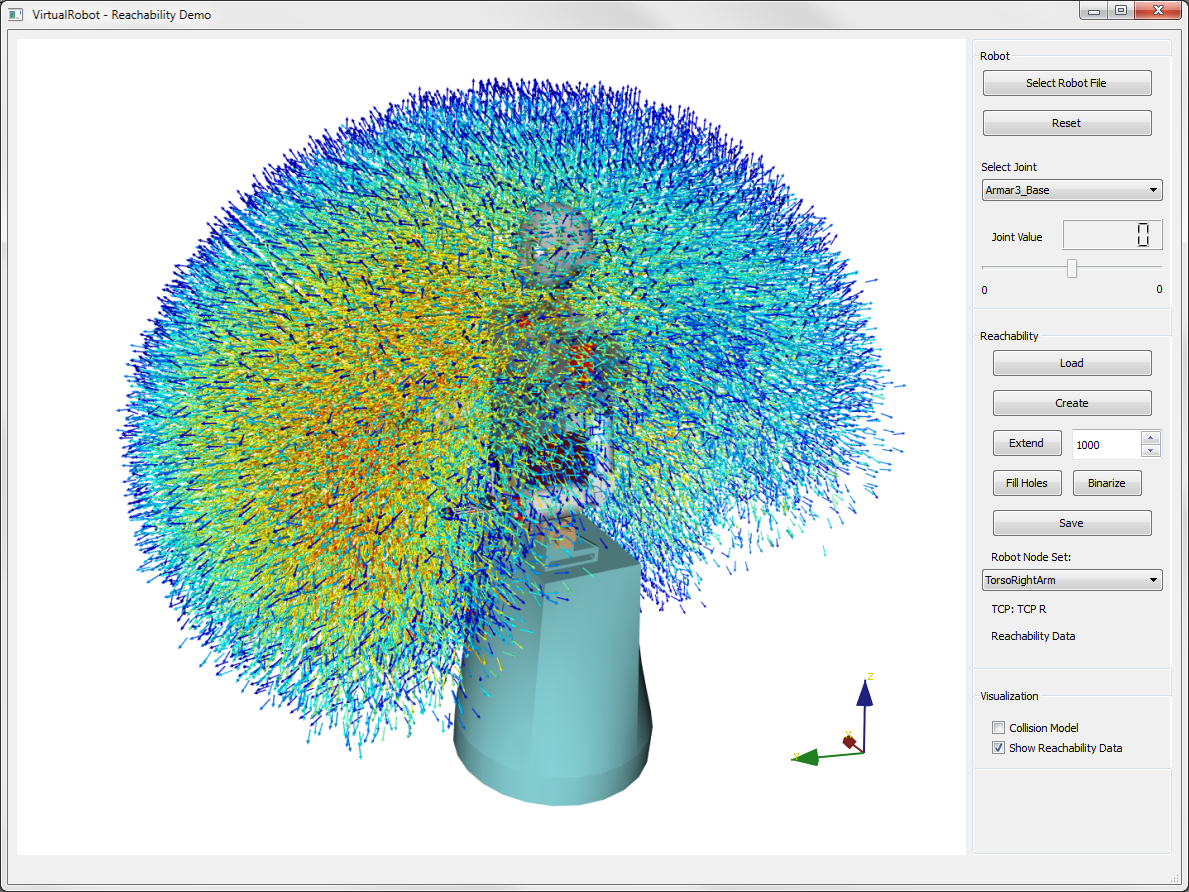 VirtualRobot - Reachability Demo
Robot
Select Robot File
Reset
Select Joint
Armar3_Base
Joint Value 0
0 0
Reachability
Load
Create
Extend 1000
Fill Holes Binarize
Save
Robot Node Set:
TorsoRightArm
TCP: TCP R
Reachability Data
Visualization
Collision Model
Show Reachability Data
Z